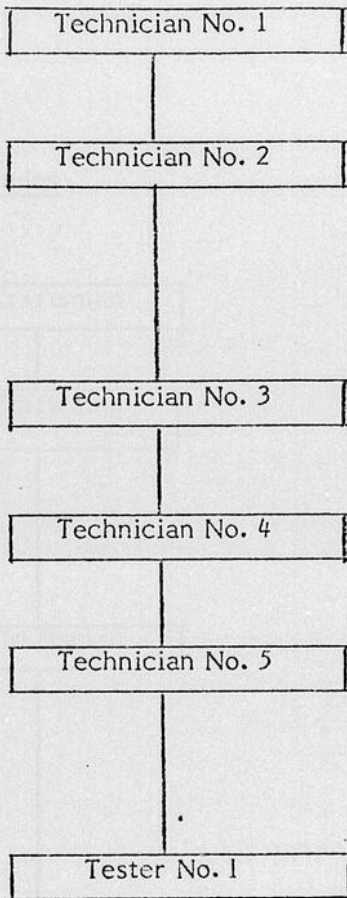 Technician No. 1
Technician No. 2
Technician No. 3
Technician No. 4
Technician No. 5
Tester No. 1